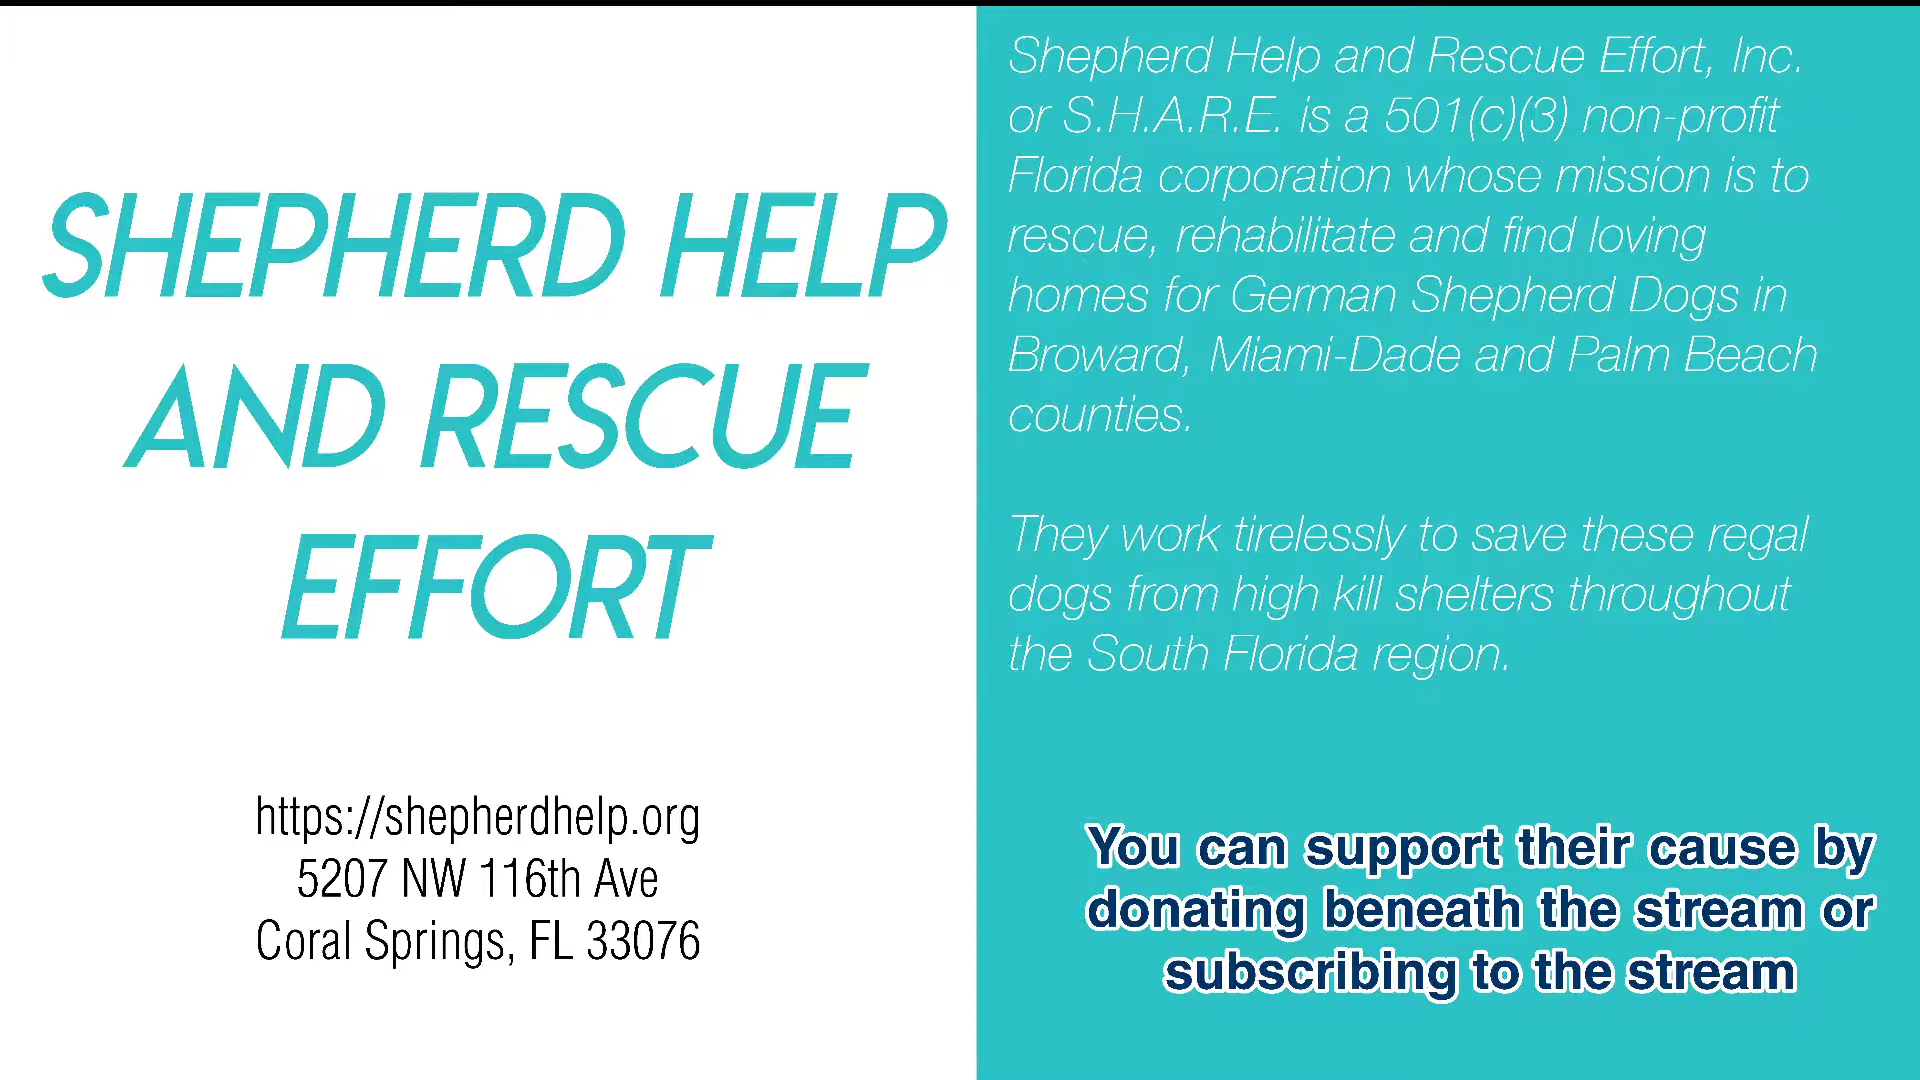 SHEPHERD HELP
AND RESCUE
EFFORT
https://shepherdhelp.org
5207 NW 116th Ave
Coral Springs, FL 33076
Shepherd Help and Rescue Effort, Inc.
or S.H.A.R.E. is a 501(c)(3) non-profit
Florida corporation whose mission is to
rescue, rehabilitate and find loving
homes for German Shepherd Dogs in
Broward, Miami-Dade and Palm Beach
counties.
They work tirelessly to save these regal
dogs from high kill shelters throughout
the South Florida region.
You can support their cause by
donating beneath the stream or
subscribing to the stream